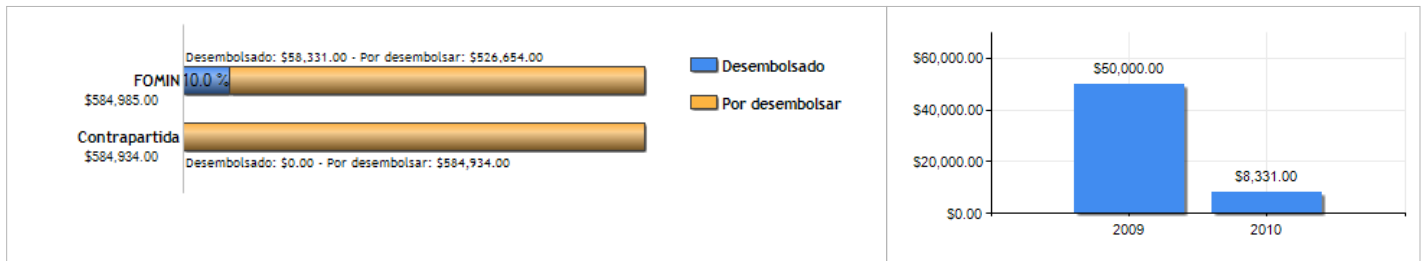 Desembolsado: $58,331.00 - Por desembolsar: $526,654.00
FOMIN
10.0 %
$584,985.00
Contrapartida
$584,934.00
Desembolsado: $0.00 - Por desembolsar: $584,934.00
Desembolsado
Por desembolsar
$60,000.00
$50,000.00
$40,000.00
$20,000.00
$8,331.00
$0.00
2009
2010